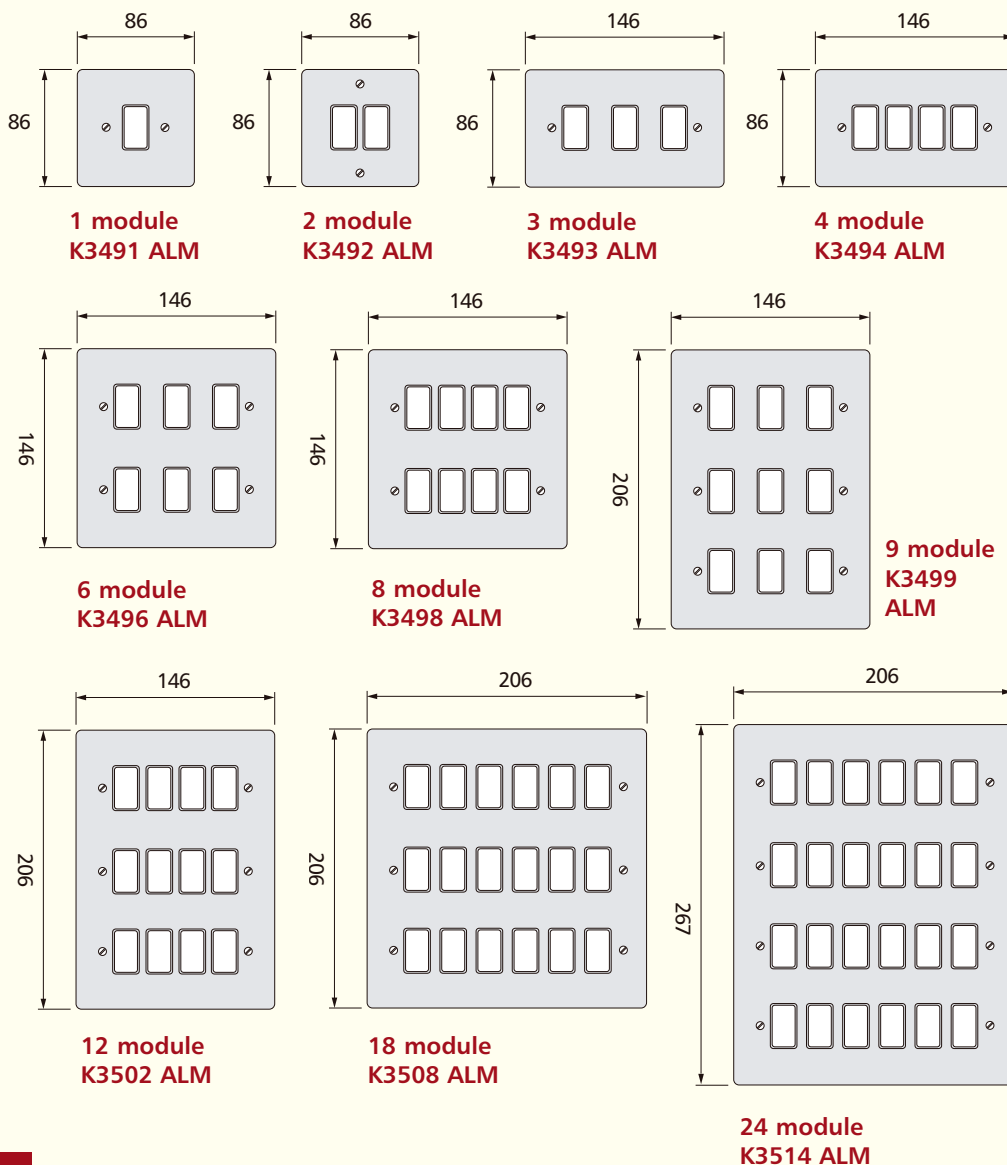 86
86
146
146
86
86
86
86
1 module
K3491 ALM
2 module
K3492 ALM
3 module
K3493 ALM
4 module
K3494 ALM
146
146
146
146
146
206
6 module
K3496 ALM
8 module
K3498 ALM
9 module
K3499
ALM
146
206
206
206
206
267
12 module
K3502 ALM
18 module
K3508 ALM
24 module
K3514 ALM